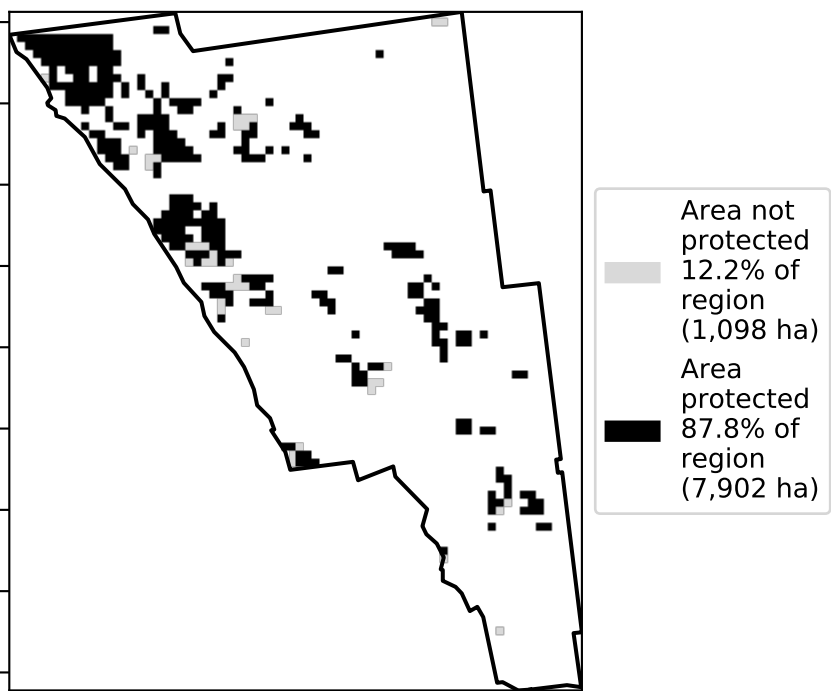 Area not
protected
12.2% of
region
(1,098 ha)
Area
protected
87.8% of
region
(7,902 ha)